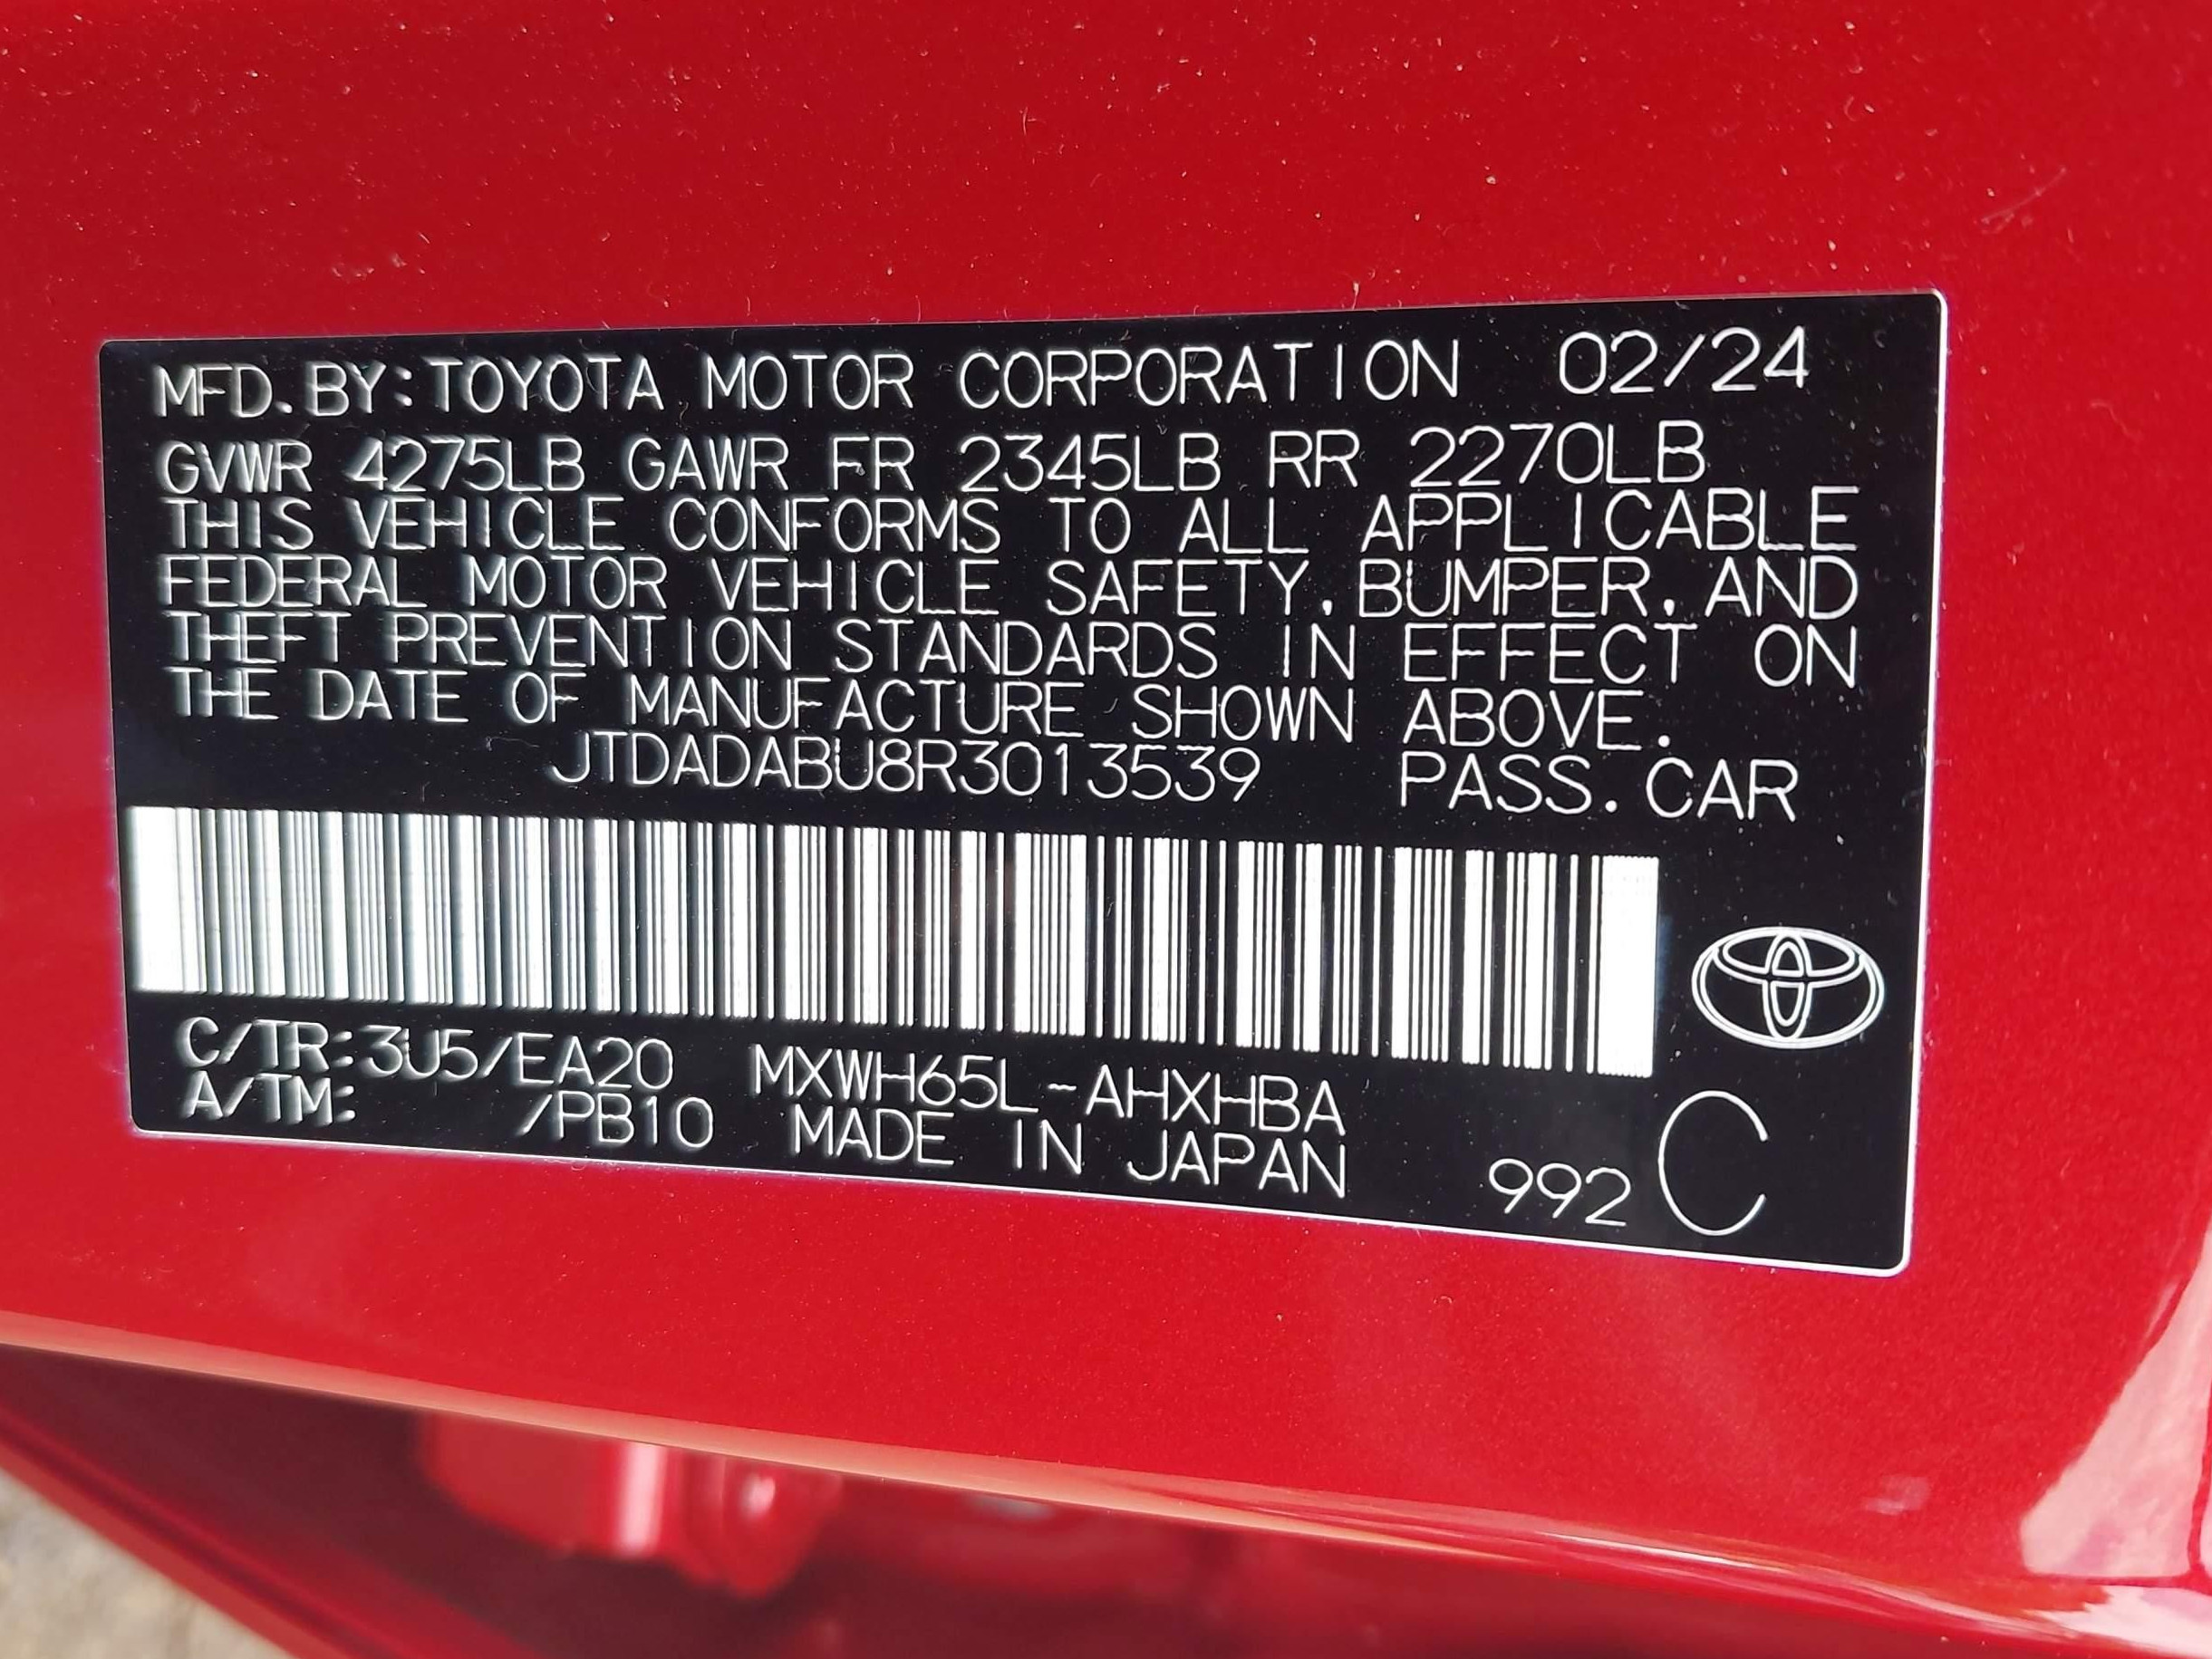 MFD.BY:TOYOTA MOTOR CORPORATION 02/24
GVWR 4275LB GAWR FR 2345LB RR 2270LB
THIS VEHICLE CONFORMS TO ALL APPLICABLE
FEDERAL MOTOR VEHICLE SAFETY,BUMPER,AND
THEFT PREVENTION STANDARDS IN EFFECT ON
THE DATE OF MANUFACTURE SHOWN ABOVE.
JTDADABU8R3013539 PASS.CAR
C/TR:3U5/EA20 MXWH65L-AHXHBA
A/TM: /PB10 MADE IN JAPAN 992 C